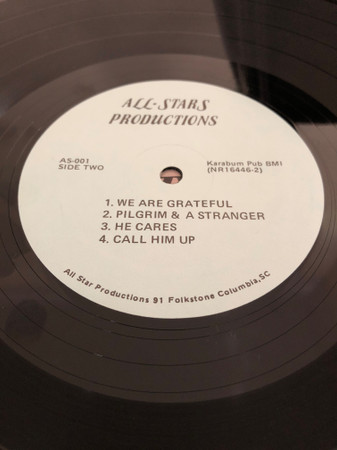 ALL-STARS
PRODUCTIONS
AS-001
SIDE TWO
Karabum Pub BMI
(NR16446-2)
1. WE ARE GRATEFUL
2. PILGRIM & A STRANGER
3. HE CARES
4. CALL HIM UP
All Star Productions 91 Folkstone Columbia, SC